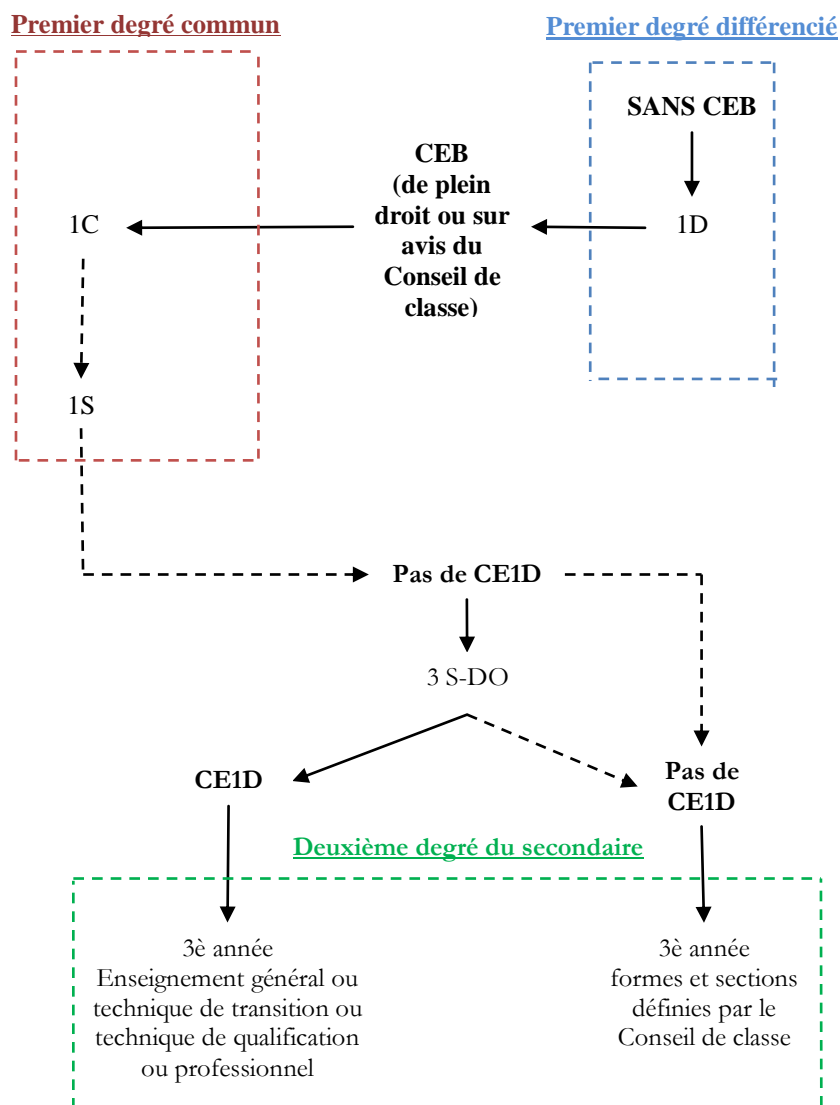 Premier degré commun
Premier degré différencié
SANS CEB
CEB
(de plein
droit ou sur
avis du
Conseil de
classe)
1C
1D
1S
Pas de CE1D
3 S-DO
CE1D
Pas de
CE1D
Deuxième degré du secondaire
3è année
Enseignement général ou
technique de transition ou
technique de qualification
ou professionnel
3è année
formes et sections
définies par le
Conseil de classe